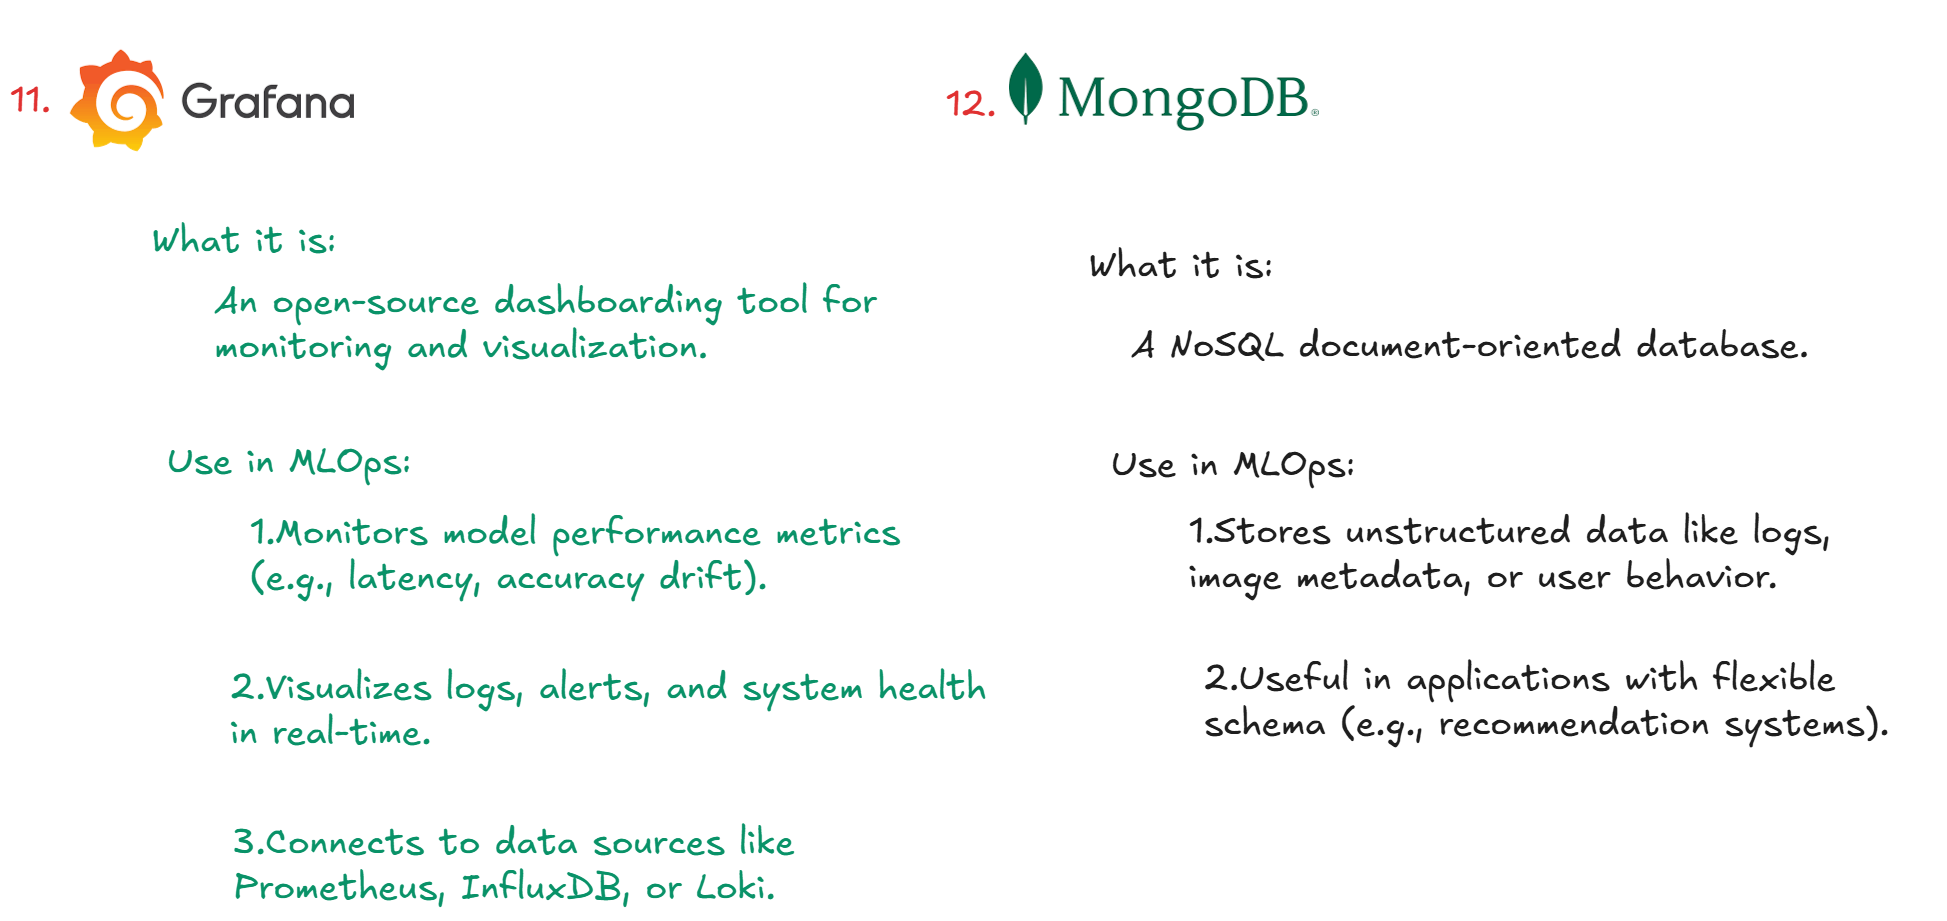 11. Grafana
What it is:
An open-source dashboarding tool for
monitoring and visualization.
Use in MLOps:
1.Monitors model performance metrics
(e.g., latency, accuracy drift).
2.Visualizes logs, alerts, and system health
in real-time.
3.Connects to data sources like
Prometheus, InfluxDB, or Loki.
12. MongoDB®
What it is:
A NoSQL document-oriented database.
Use in MLOps:
1.Stores unstructured data like logs,
image metadata, or user behavior.
2.Useful in applications with flexible
schema (e.g., recommendation systems).